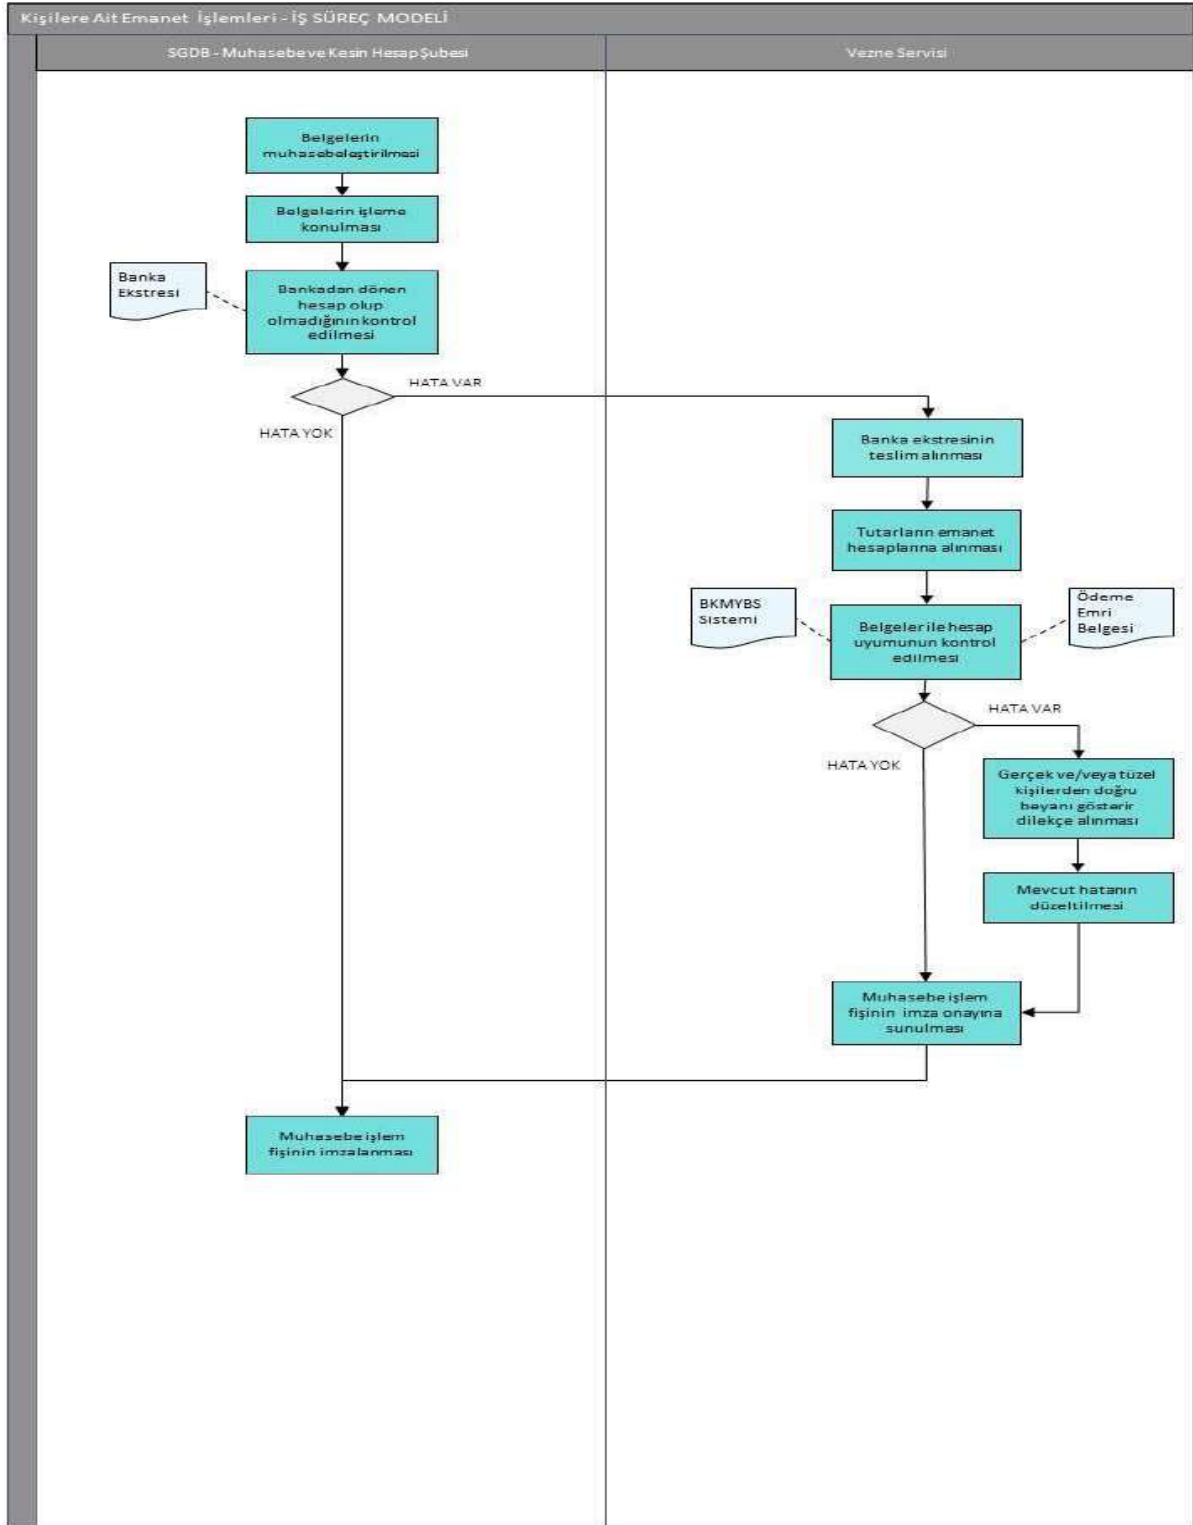 Kişilere Ait Emanet İşlemleri - İŞ SÜREÇ MODELİ
SGDB - Muhasebe ve Kesin Hesap Şubesi
Vezne Servisi
Belgelerin
muhasebeleştirilmesi
Belgelerin işleme
konulması
Banka
Ekstresi
Bankadan dönen
hesap olup
olmadığının kontrol
edilmesi
HATA VAR
HATA YOK
Banka ekstresinin
teslim alınması
Tutarların emanet
hesaplarına alınması
BKMYBS
Sistemi
Belgeler ile hesap
uyumunun kontrol
edilmesi
Ödeme
Emri
Belgesi
HATA VAR
HATA YOK
Gerçek ve/veya tüzel
kişilerden doğru
beyanı gösterir
dilekçe alınması
Mevcut hatanın
düzeltilmesi
Muhasebe işlem
fişinin imza onayına
sunulması
Muhasebe işlem
fişinin imzalanması